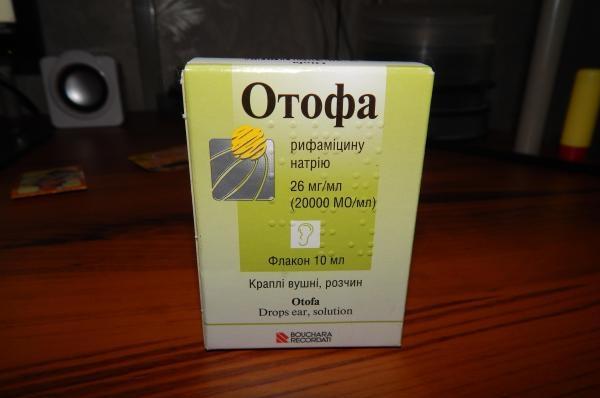 Отофа
рифаміцину
натрію
26 мг/мл
(20000 МО/мл)
Флакон 10 мл
Краплі вушні, розчин
Otofa
Drops ear, solution
BOUCHARA
RECORDATI